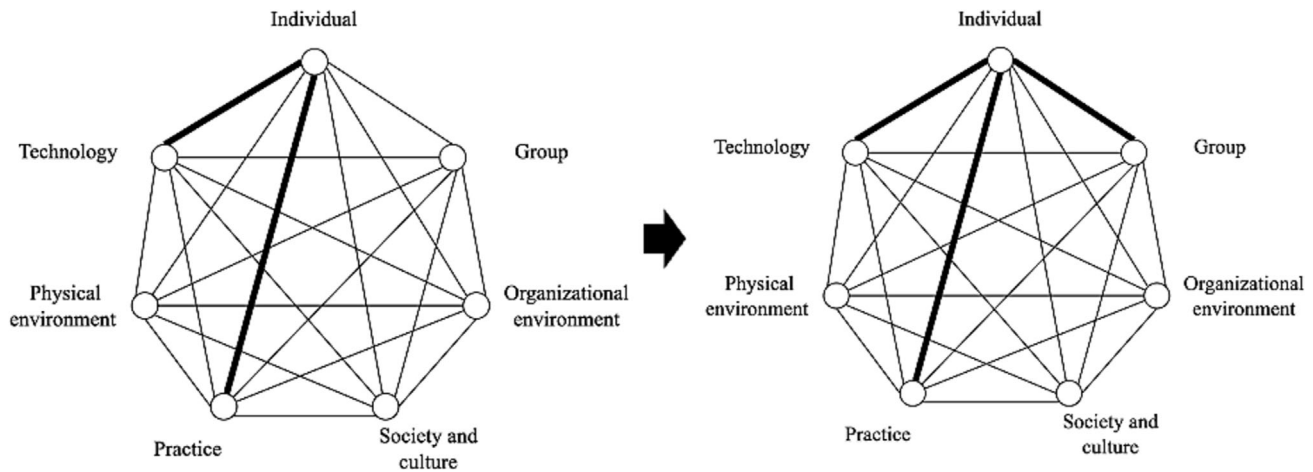 Individual
Technology
Group
Physical
environment
Organizational
environment
Practice
Society and
culture
Individual
Technology
Group
Physical
environment
Organizational
environment
Practice
Society and
culture